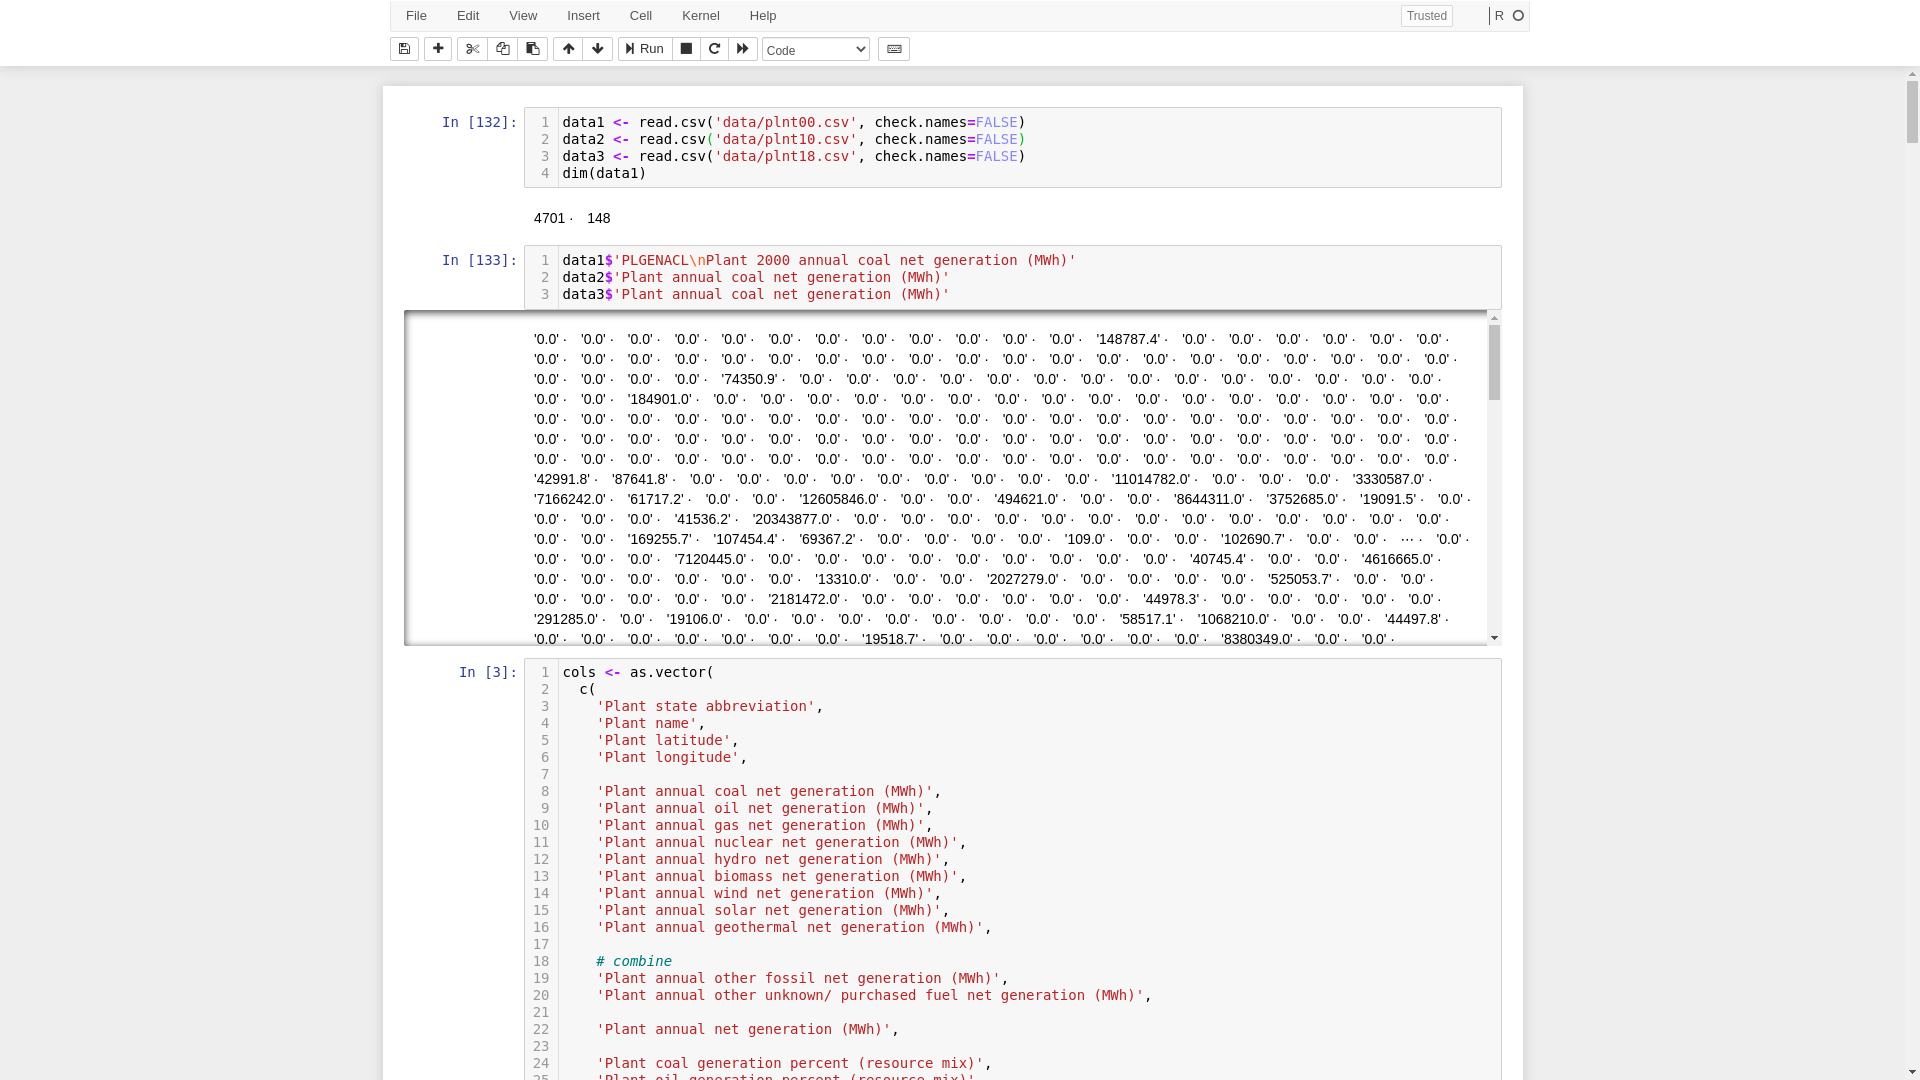 File Edit View Insert Cell Kernel Help Trusted R
Run Code
In [132]:
1 data1 <- read.csv('data/plnt00.csv', check.names=FALSE)
2 data2 <- read.csv('data/plnt10.csv', check.names=FALSE)
3 data3 <- read.csv('data/plnt18.csv', check.names=FALSE)
4 dim(data1)
4701 · 148
In [133]:
1 data1$'PLGENACL\nPlant 2000 annual coal net generation (MWh)'
2 data2$'Plant annual coal net generation (MWh)'
3 data3$'Plant annual coal net generation (MWh)'
'0.0' · '0.0' · '0.0' · '0.0' · '0.0' · '0.0' · '0.0' · '0.0' · '0.0' · '0.0' · '0.0' · '0.0' · '148787.4' · '0.0' · '0.0' · '0.0' · '0.0' · '0.0' · '0.0' ·
'0.0' · '0.0' · '0.0' · '0.0' · '0.0' · '0.0' · '0.0' · '0.0' · '0.0' · '0.0' · '0.0' · '0.0' · '0.0' · '0.0' · '0.0' · '0.0' · '0.0' · '0.0' · '0.0' · '0.0' ·
'0.0' · '0.0' · '0.0' · '0.0' · '74350.9' · '0.0' · '0.0' · '0.0' · '0.0' · '0.0' · '0.0' · '0.0' · '0.0' · '0.0' · '0.0' · '0.0' · '0.0' · '0.0' · '0.0' ·
'0.0' · '0.0' · '184901.0' · '0.0' · '0.0' · '0.0' · '0.0' · '0.0' · '0.0' · '0.0' · '0.0' · '0.0' · '0.0' · '0.0' · '0.0' · '0.0' · '0.0' · '0.0' · '0.0' ·
'0.0' · '0.0' · '0.0' · '0.0' · '0.0' · '0.0' · '0.0' · '0.0' · '0.0' · '0.0' · '0.0' · '0.0' · '0.0' · '0.0' · '0.0' · '0.0' · '0.0' · '0.0' · '0.0' · '0.0' ·
'0.0' · '0.0' · '0.0' · '0.0' · '0.0' · '0.0' · '0.0' · '0.0' · '0.0' · '0.0' · '0.0' · '0.0' · '0.0' · '0.0' · '0.0' · '0.0' · '0.0' · '0.0' · '0.0' · '0.0' ·
'0.0' · '0.0' · '0.0' · '0.0' · '0.0' · '0.0' · '0.0' · '0.0' · '0.0' · '0.0' · '0.0' · '0.0' · '0.0' · '0.0' · '0.0' · '0.0' · '0.0' · '0.0' · '0.0' · '0.0' ·
'42991.8' · '87641.8' · '0.0' · '0.0' · '0.0' · '0.0' · '0.0' · '0.0' · '0.0' · '0.0' · '0.0' · '11014782.0' · '0.0' · '0.0' · '0.0' · '3330587.0' ·
'7166242.0' · '61717.2' · '0.0' · '0.0' · '12605846.0' · '0.0' · '0.0' · '494621.0' · '0.0' · '0.0' · '8644311.0' · '3752685.0' · '19091.5' · '0.0' ·
'0.0' · '0.0' · '0.0' · '41536.2' · '20343877.0' · '0.0' · '0.0' · '0.0' · '0.0' · '0.0' · '0.0' · '0.0' · '0.0' · '0.0' · '0.0' · '0.0' · '0.0' · '0.0' ·
'0.0' · '0.0' · '169255.7' · '107454.4' · '69367.2' · '0.0' · '0.0' · '0.0' · '0.0' · '109.0' · '0.0' · '0.0' · '102690.7' · '0.0' · '0.0' · ⋯ · '0.0' ·
'0.0' · '0.0' · '0.0' · '7120445.0' · '0.0' · '0.0' · '0.0' · '0.0' · '0.0' · '0.0' · '0.0' · '0.0' · '0.0' · '40745.4' · '0.0' · '0.0' · '4616665.0' ·
'0.0' · '0.0' · '0.0' · '0.0' · '0.0' · '0.0' · '13310.0' · '0.0' · '0.0' · '2027279.0' · '0.0' · '0.0' · '0.0' · '0.0' · '525053.7' · '0.0' · '0.0' ·
'0.0' · '0.0' · '0.0' · '0.0' · '0.0' · '2181472.0' · '0.0' · '0.0' · '0.0' · '0.0' · '0.0' · '0.0' · '44978.3' · '0.0' · '0.0' · '0.0' · '0.0' · '0.0' ·
'291285.0' · '0.0' · '19106.0' · '0.0' · '0.0' · '0.0' · '0.0' · '0.0' · '0.0' · '0.0' · '0.0' · '58517.1' · '1068210.0' · '0.0' · '0.0' · '44497.8' ·
'0.0' · '0.0' · '0.0' · '0.0' · '0.0' · '0.0' · '0.0' · '19518.7' · '0.0' · '0.0' · '0.0' · '0.0' · '0.0' · '0.0' · '8380349.0' · '0.0' · '0.0' ·
In [3]:
1 cols <- as.vector(
2 c(
3 'Plant state abbreviation',
4 'Plant name',
5 'Plant latitude',
6 'Plant longitude',
7
8 'Plant annual coal net generation (MWh)',
9 'Plant annual oil net generation (MWh)',
10 'Plant annual gas net generation (MWh)',
11 'Plant annual nuclear net generation (MWh)',
12 'Plant annual hydro net generation (MWh)',
13 'Plant annual biomass net generation (MWh)',
14 'Plant annual wind net generation (MWh)',
15 'Plant annual solar net generation (MWh)',
16 'Plant annual geothermal net generation (MWh)',
17
18 # combine
19 'Plant annual other fossil net generation (MWh)',
20 'Plant annual other unknown/ purchased fuel net generation (MWh)',
21
22 'Plant annual net generation (MWh)',
23
24 'Plant coal generation percent (resource mix)',
25 'Plant oil generation percent (resource mix)',